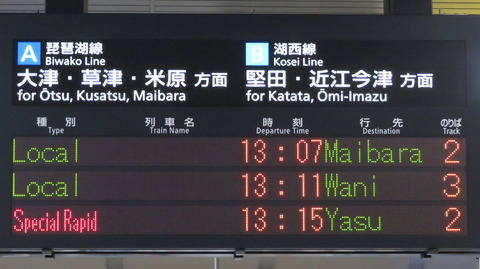 A 琵琶湖線 B 湖西線
Biwako Line Kosei Line
大津・草津・米原 方面 堅田・近江今津 方面
for Ōtsu, Kusatsu, Maibara for Katata, Ōmi-Imazu
種別 列車名 時刻 行先 のりば
Type Train Name Departure Time Destination Track
Local 13:07 Maibara 2
Local 13:11 Wani 3
Special Rapid 13:15 Yasu 2